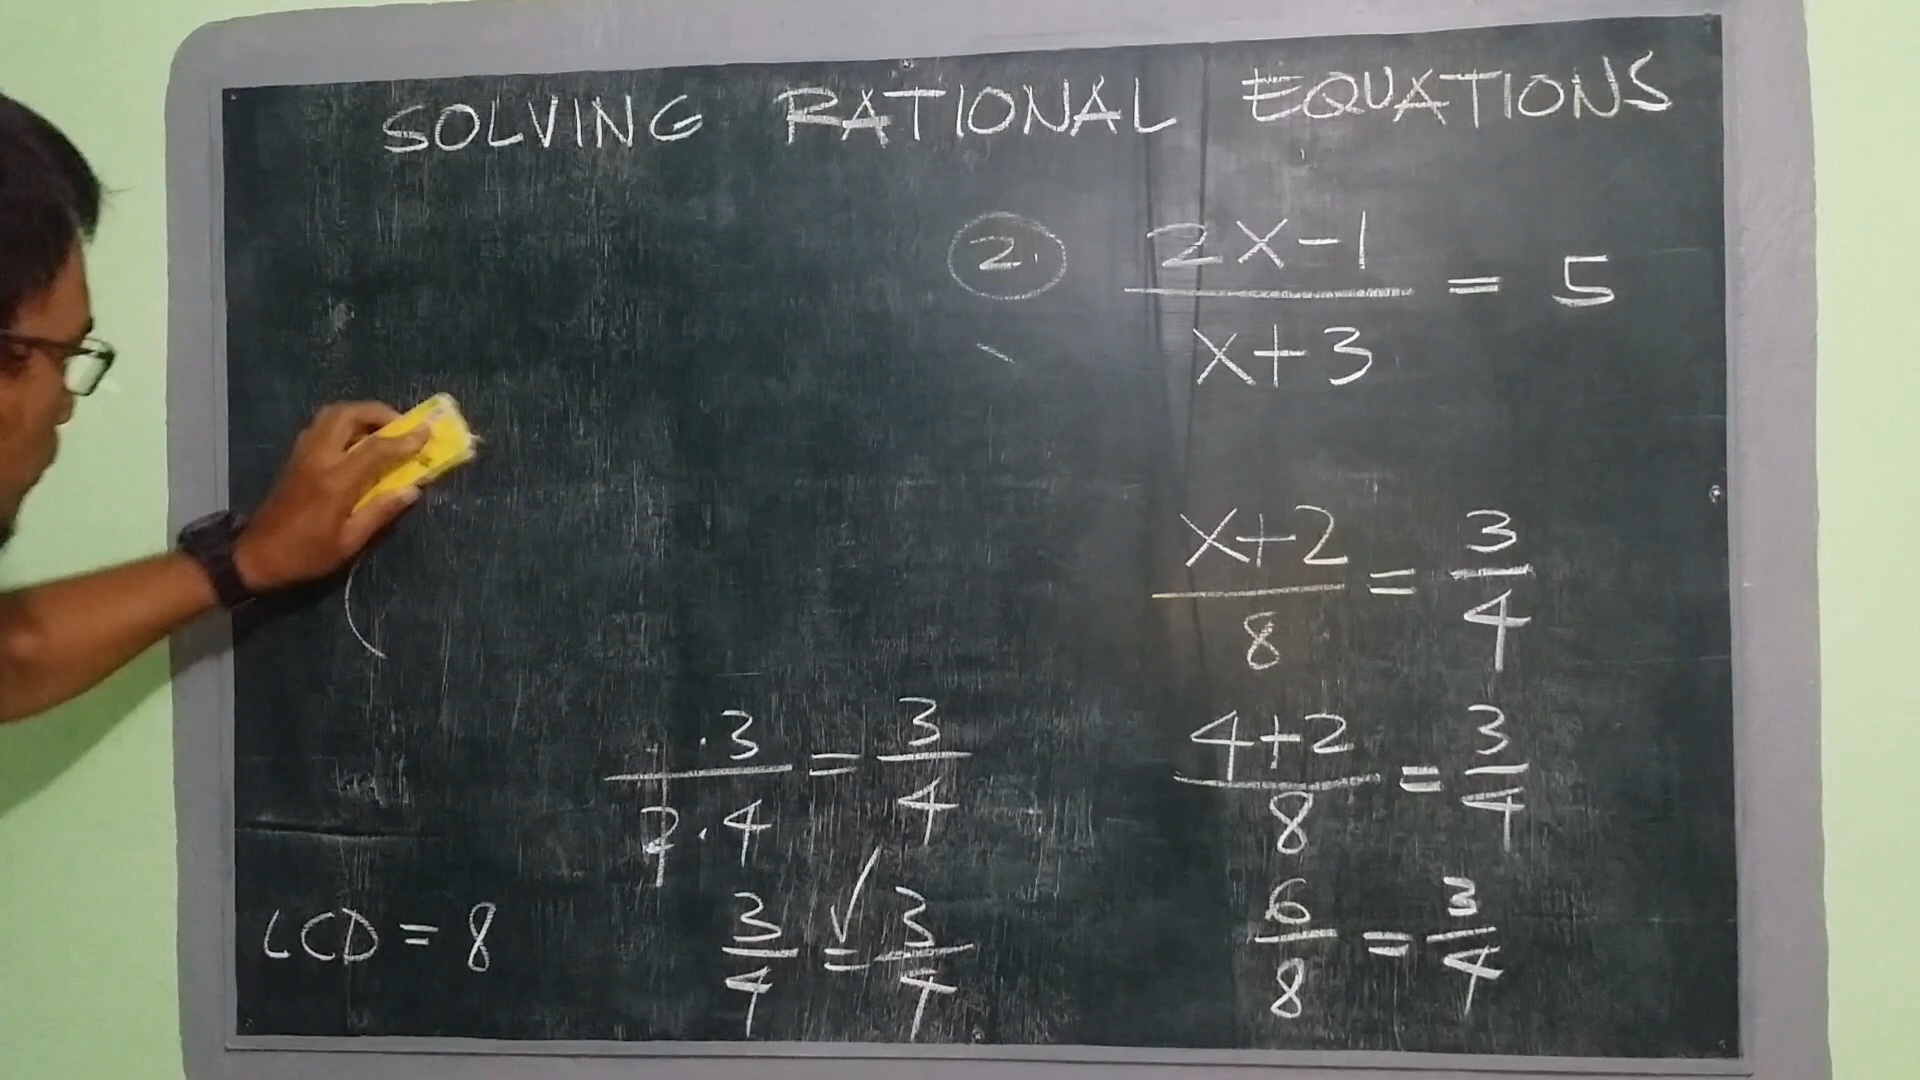 SOLVING RATIONAL EQUATIONS
2. (2x-1)/(x+3) = 5
(x+2)/8 = 3/4
(4+2)/8 = 3/4
6/8 = 3/4
·3/(2·4) = 3/4
3/4 = 3/4 ✓
LCD = 8